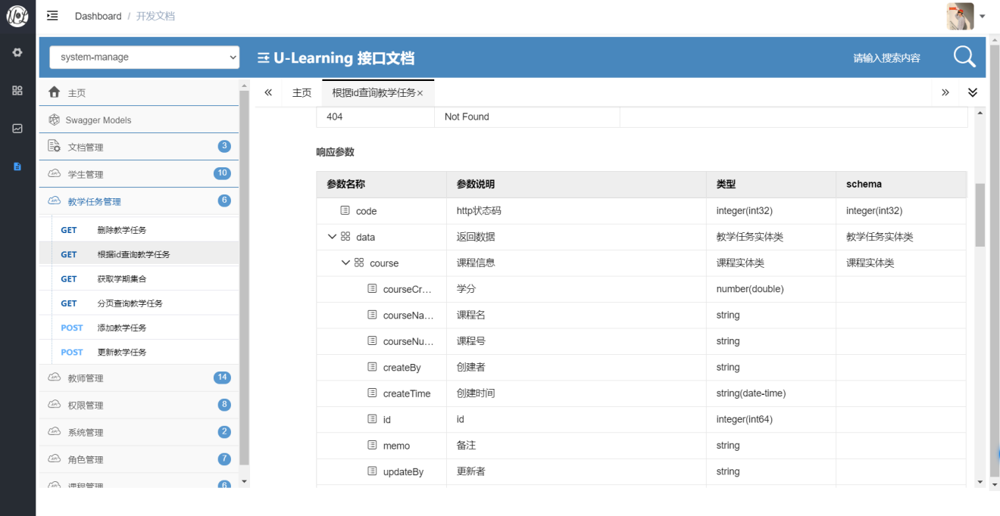 Dashboard / 开发文档
system-manage
U-Learning 接口文档
请输入搜索内容
主页
Swagger Models
文档管理 3
学生管理 10
教学任务管理 6
GET 删除教学任务
GET 根据id查询教学任务
GET 获取学期集合
GET 分页查询教学任务
POST 添加教学任务
POST 更新教学任务
教师管理 14
权限管理 8
系统管理 2
角色管理 7
课程管理 6
主页 根据id查询教学任务×
404 Not Found
响应参数
参数名称 参数说明 类型 schema
code http状态码 integer(int32) integer(int32)
data 返回数据 教学任务实体类 教学任务实体类
course 课程信息 课程实体类 课程实体类
courseCr... 学分 number(double)
courseNa... 课程名 string
courseNu... 课程号 string
createBy 创建者 string
createTime 创建时间 string(date-time)
id id integer(int64)
memo 备注 string
updateBy 更新者 string